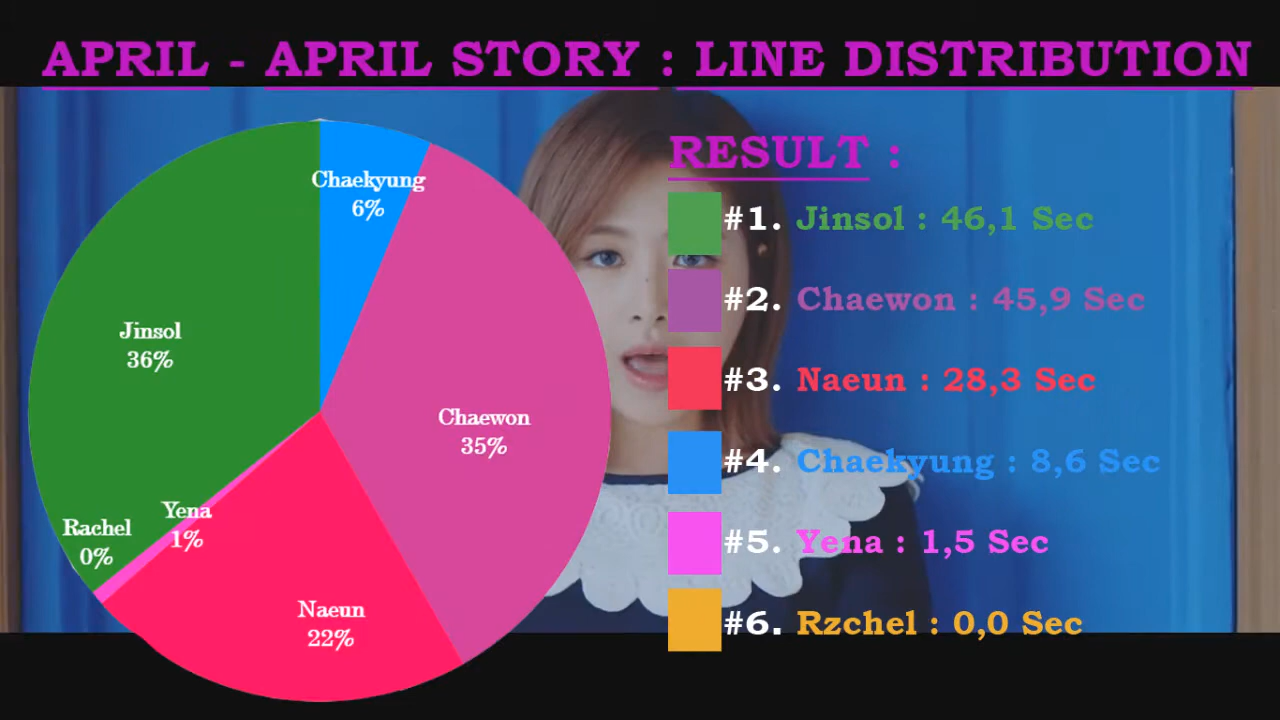 APRIL - APRIL STORY : LINE DISTRIBUTION
Chaekyung
6%
Jinsol
36%
Chaewon
35%
Yena
1%
Rachel
0%
Naeun
22%
RESULT :
#1. Jinsol : 46,1 Sec
#2. Chaewon : 45,9 Sec
#3. Naeun : 28,3 Sec
#4. Chaekyung : 8,6 Sec
#5. Yena : 1,5 Sec
#6. Rzchel : 0,0 Sec